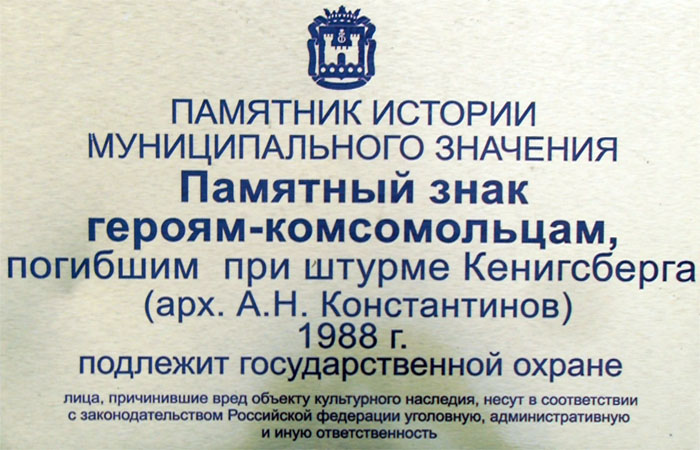 ПАМЯТНИК ИСТОРИИ
МУНИЦИПАЛЬНОГО ЗНАЧЕНИЯ
Памятный знак
героям-комсомольцам,
погибшим при штурме Кенигсберга
(арх. А.Н. Константинов)
1988 г.
подлежит государственной охране
лица, причинившие вред объекту культурного наследия, несут в соответствии
с законодательством Российской федерации уголовную, административную
и иную ответственность